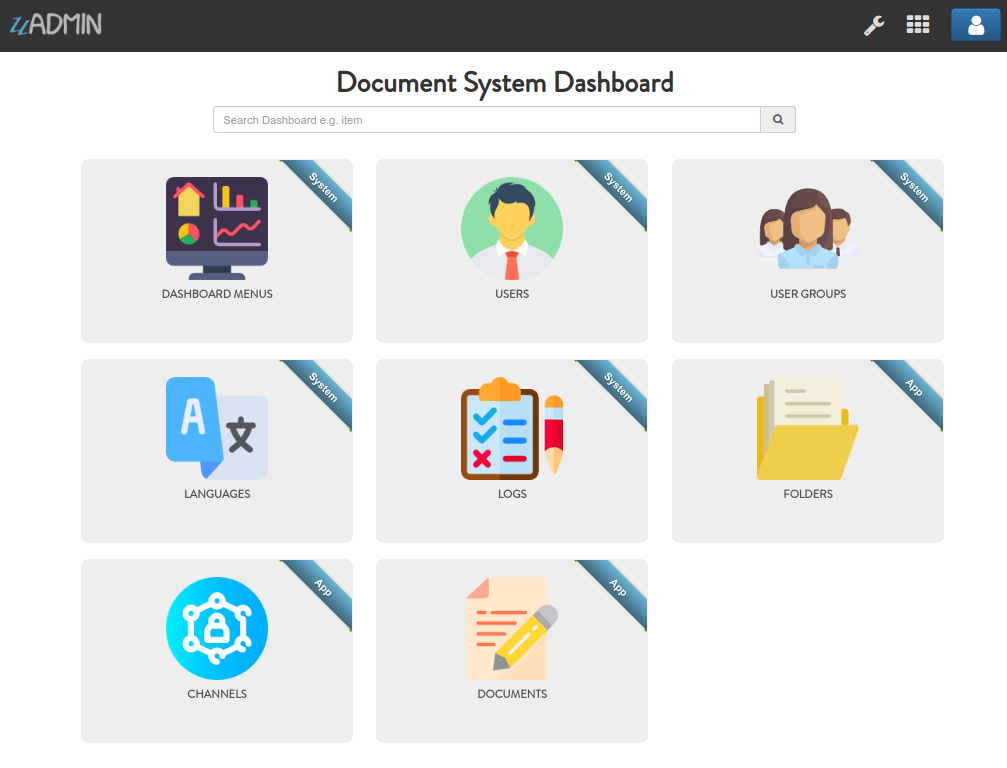 uADMIN
Document System Dashboard
Search Dashboard e.g. item
System
DASHBOARD MENUS
System
USERS
System
USER GROUPS
System
A 文
LANGUAGES
System
LOGS
App
FOLDERS
App
CHANNELS
App
DOCUMENTS